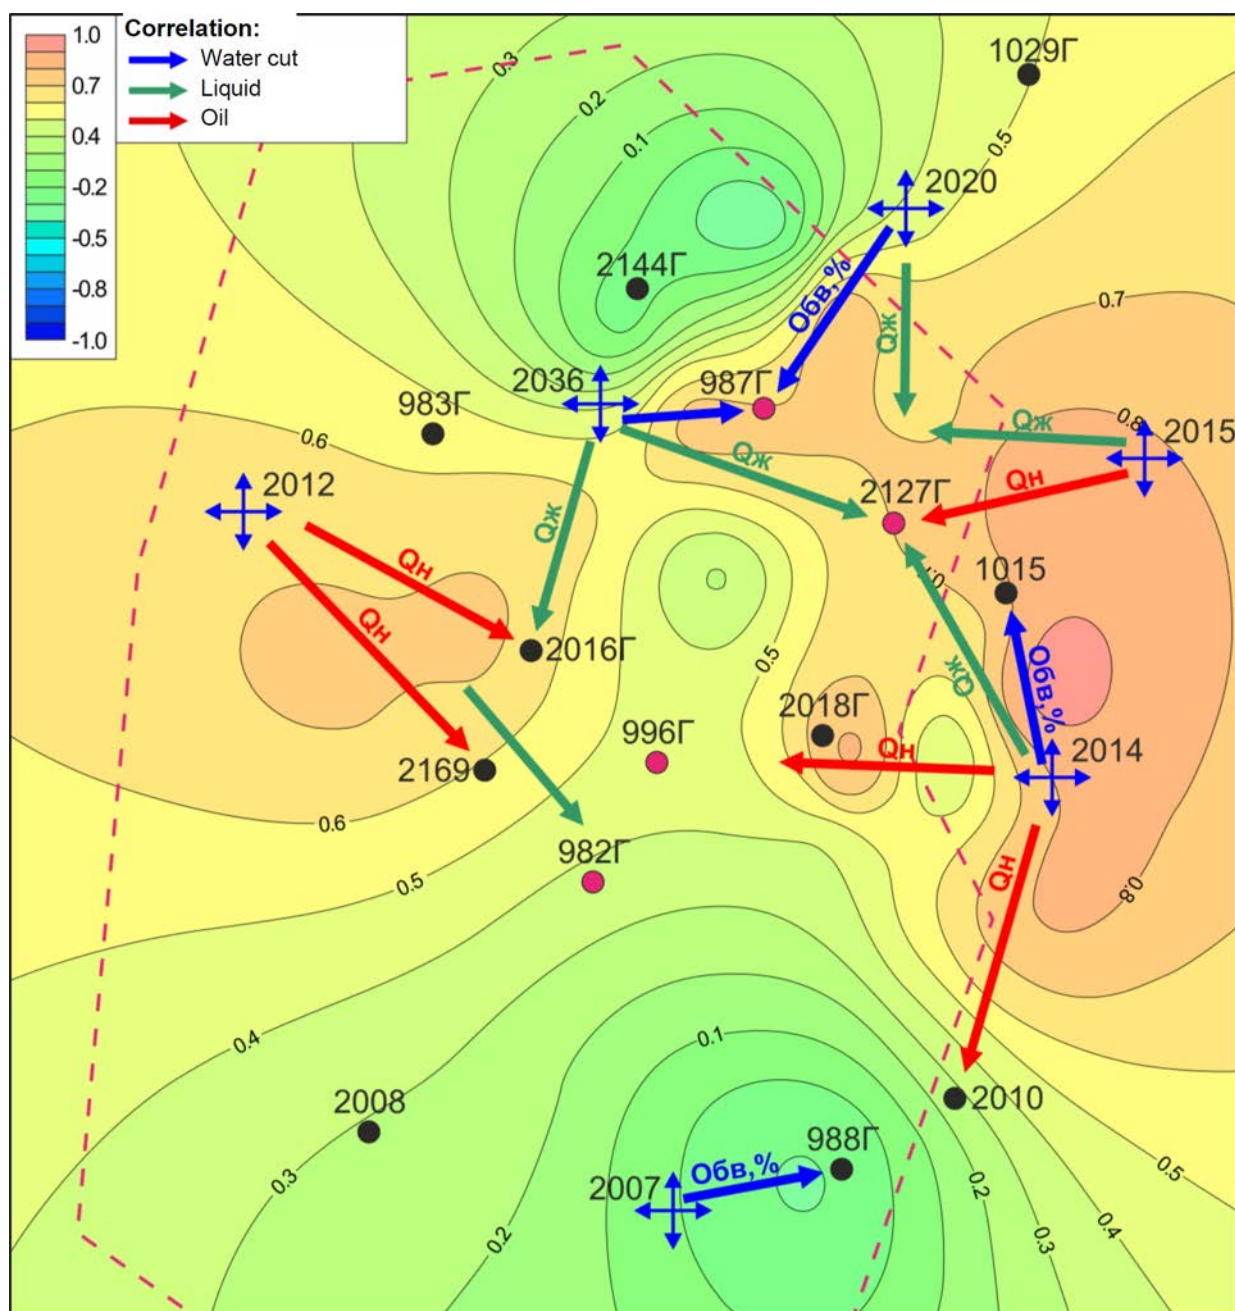 1.0
0.7
0.4
-0.2
-0.5
-0.8
-1.0
Correlation:
Water cut
Liquid
Oil
1029Г
0.3
0.2
0.1
0.5
2020
2144Г
Обв,%
Qж
0.7
2036
987Г
983Г
0.6
0.8
Qж
2015
Qж
2012
Qн
2127Г
Qж
0.7
1015
Qн
Qн
2016Г
0.5
Qж
Обв,%
2018Г
996Г
Qн
2014
2169
0.6
982Г
Qн
0.5
0.8
0.4
0.1
2010
2008
988Г
Обв,%
0.5
0.3
2007
0.2
0.4
0.2
0.3